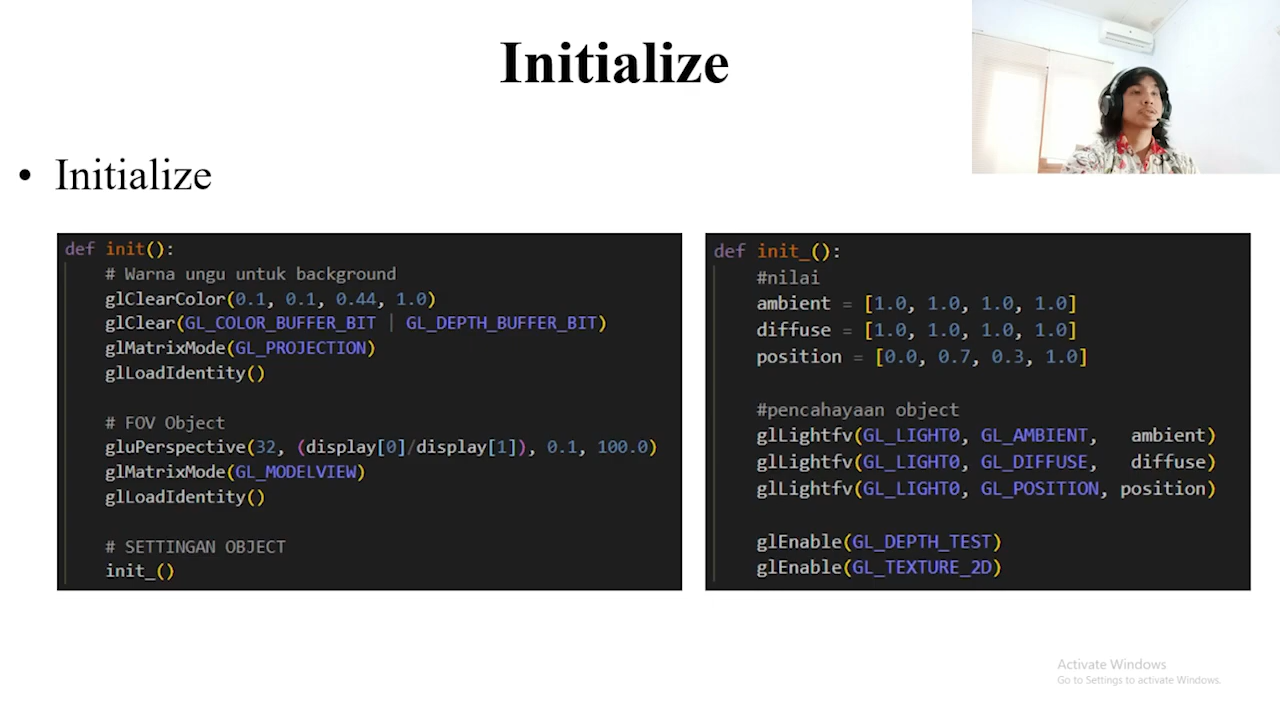 Initialize
• Initialize
def init():
# Warna ungu untuk background
glClearColor(0.1, 0.1, 0.44, 1.0)
glClear(GL_COLOR_BUFFER_BIT | GL_DEPTH_BUFFER_BIT)
glMatrixMode(GL_PROJECTION)
glLoadIdentity()
# FOV Object
gluPerspective(32, (display[0]/display[1]), 0.1, 100.0)
glMatrixMode(GL_MODELVIEW)
glLoadIdentity()
# SETTINGAN OBJECT
init_()
def init_():
#nilai
ambient = [1.0, 1.0, 1.0, 1.0]
diffuse = [1.0, 1.0, 1.0, 1.0]
position = [0.0, 0.7, 0.3, 1.0]
#pencahayaan object
glLightfv(GL_LIGHT0, GL_AMBIENT, ambient)
glLightfv(GL_LIGHT0, GL_DIFFUSE, diffuse)
glLightfv(GL_LIGHT0, GL_POSITION, position)
glEnable(GL_DEPTH_TEST)
glEnable(GL_TEXTURE_2D)
Activate Windows
Go to Settings to activate Windows.